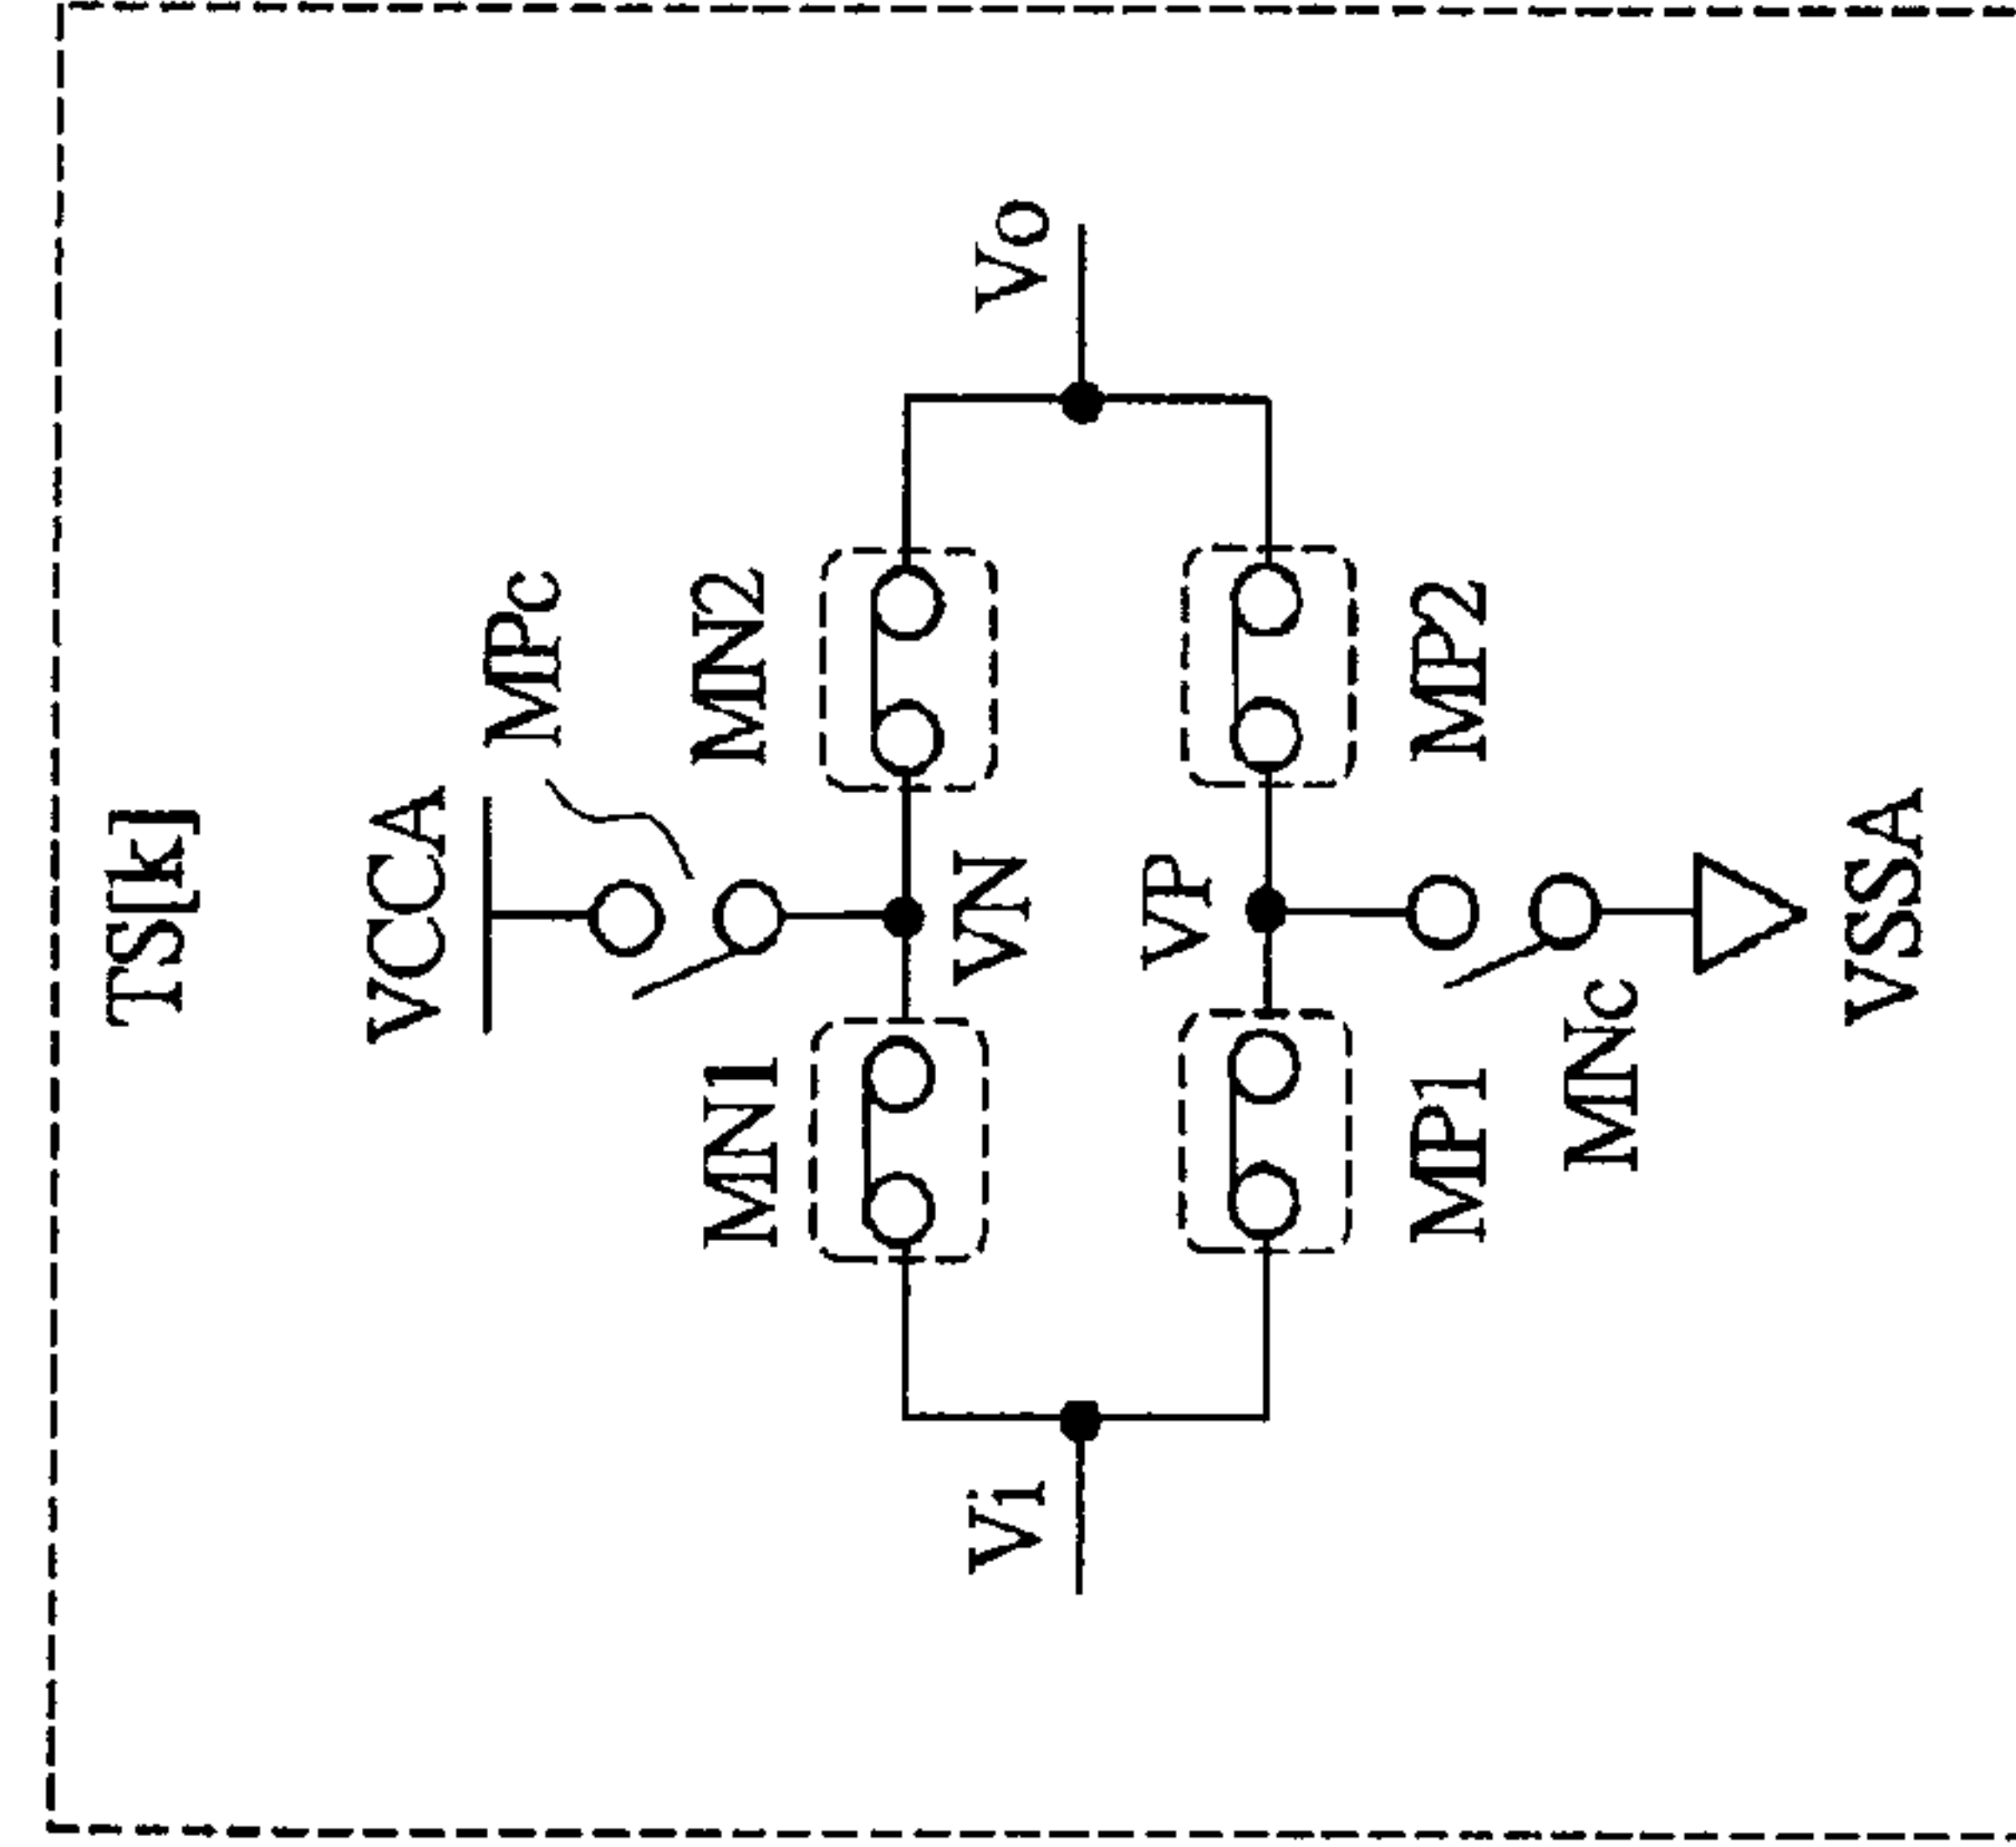 TS[k]
VCCA
MPc
MN1
MN2
VN
Vi
Vo
VP
MP1
MP2
MNc
VSSA